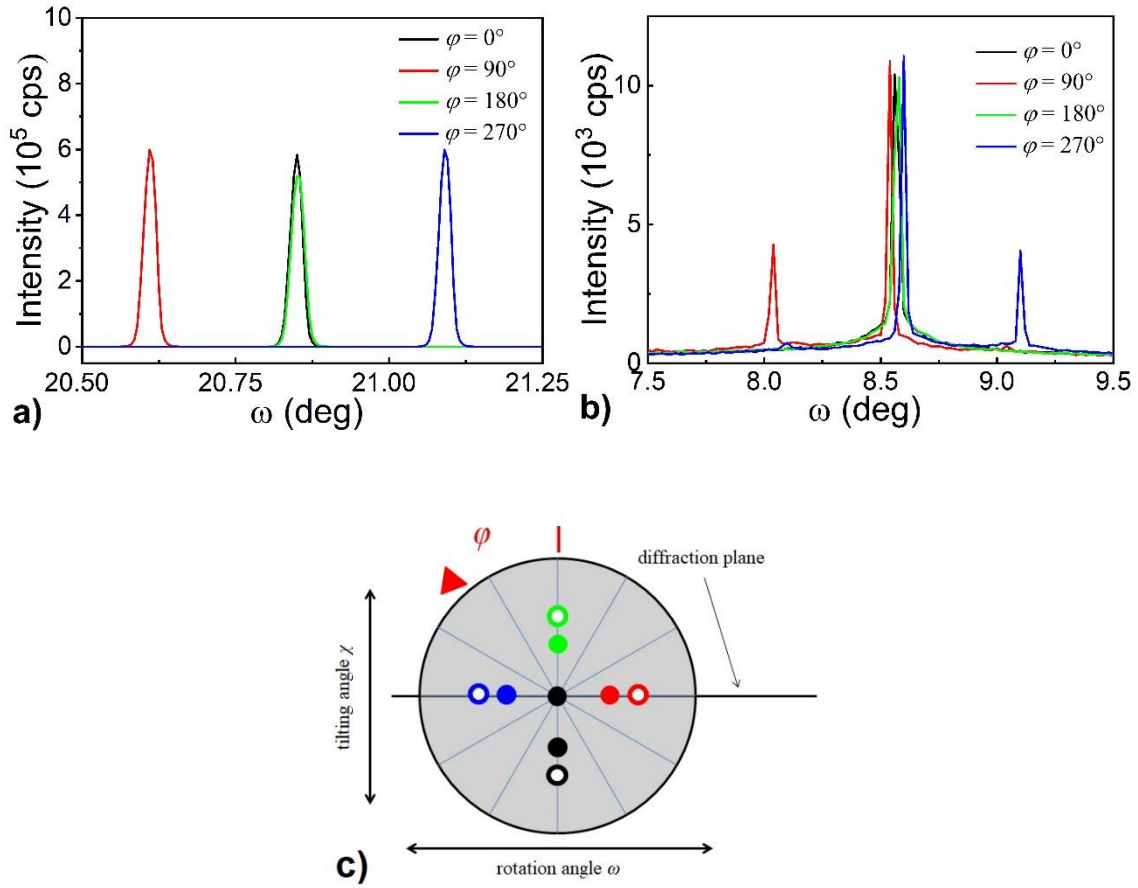 10
8
6
4
2
0
Intensity (10⁵ cps)
φ = 0°
φ = 90°
φ = 180°
φ = 270°
20.50 20.75 21.00 21.25
a) ω (deg)
10
5
0
Intensity (10³ cps)
φ = 0°
φ = 90°
φ = 180°
φ = 270°
7.5 8.0 8.5 9.0 9.5
b) ω (deg)
φ
diffraction plane
tilting angle χ
c) rotation angle ω